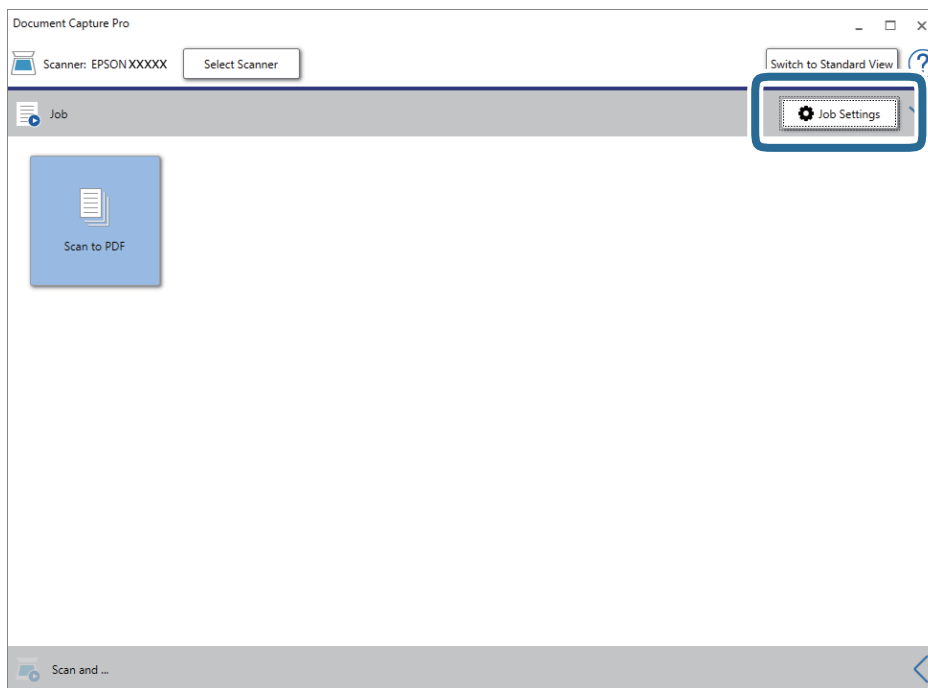 Document Capture Pro
Scanner: EPSON XXXXX
Select Scanner
Switch to Standard View
?
Job
Job Settings
Scan to PDF
Scan and ...